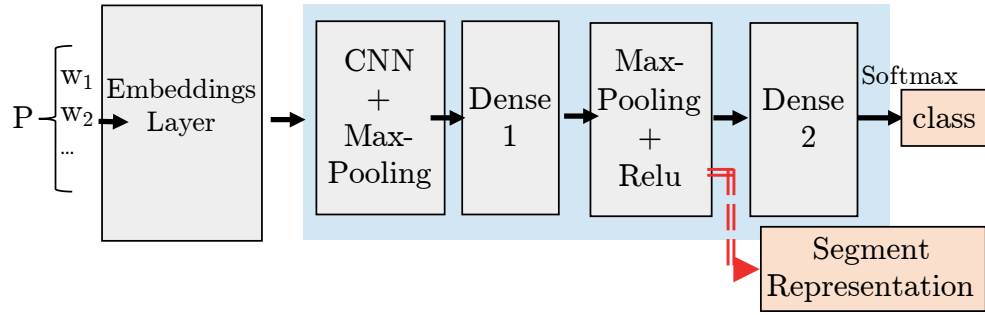 P
w1
w2
...
Embeddings
Layer
CNN
+
Max-
Pooling
Dense
1
Max-
Pooling
+
Relu
Dense
2
Softmax
class
Segment
Representation